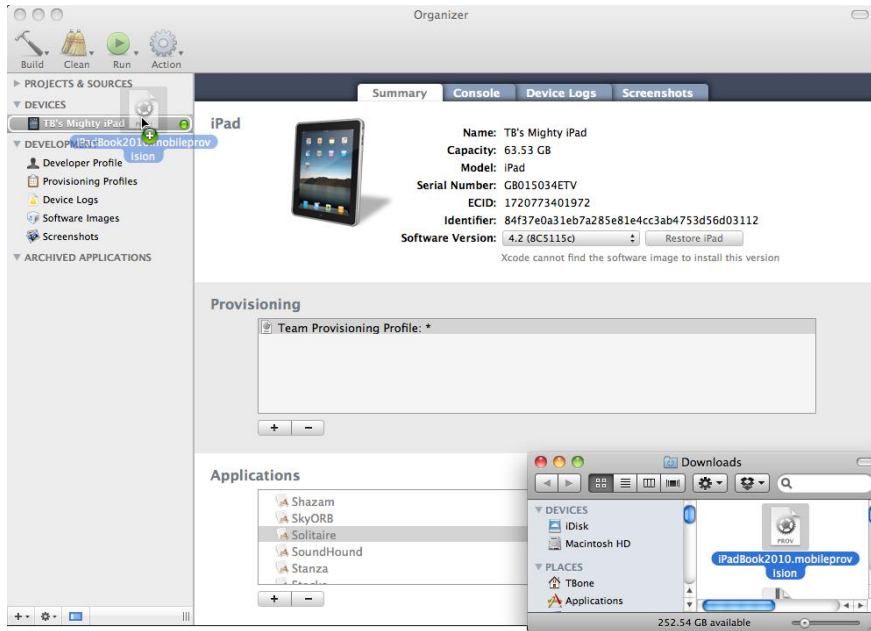 Organizer
Build Clean Run Action
PROJECTS & SOURCES
DEVICES
TB's Mighty iPad
iPadBook2010.mobileprov
ision
DEVELOPMENT
Developer Profile
Provisioning Profiles
Device Logs
Software Images
Screenshots
ARCHIVED APPLICATIONS
Summary Console Device Logs Screenshots
iPad
Name: TB's Mighty iPad
Capacity: 63.53 GB
Model: iPad
Serial Number: GB015034ETV
ECID: 1720773401972
Identifier: 84f37e0a31eb7a285e81e4cc3ab4753d56d03112
Software Version: 4.2 (8C5115c) Restore iPad
Xcode cannot find the software image to install this version
Provisioning
Team Provisioning Profile: *
+ −
Applications
Shazam
SkyORB
Solitaire
SoundHound
Stanza
Stocks
+ −
Downloads
DEVICES
iDisk
Macintosh HD
PLACES
TBone
Applications
PROV
iPadBook2010.mobileprov
ision
252.54 GB available